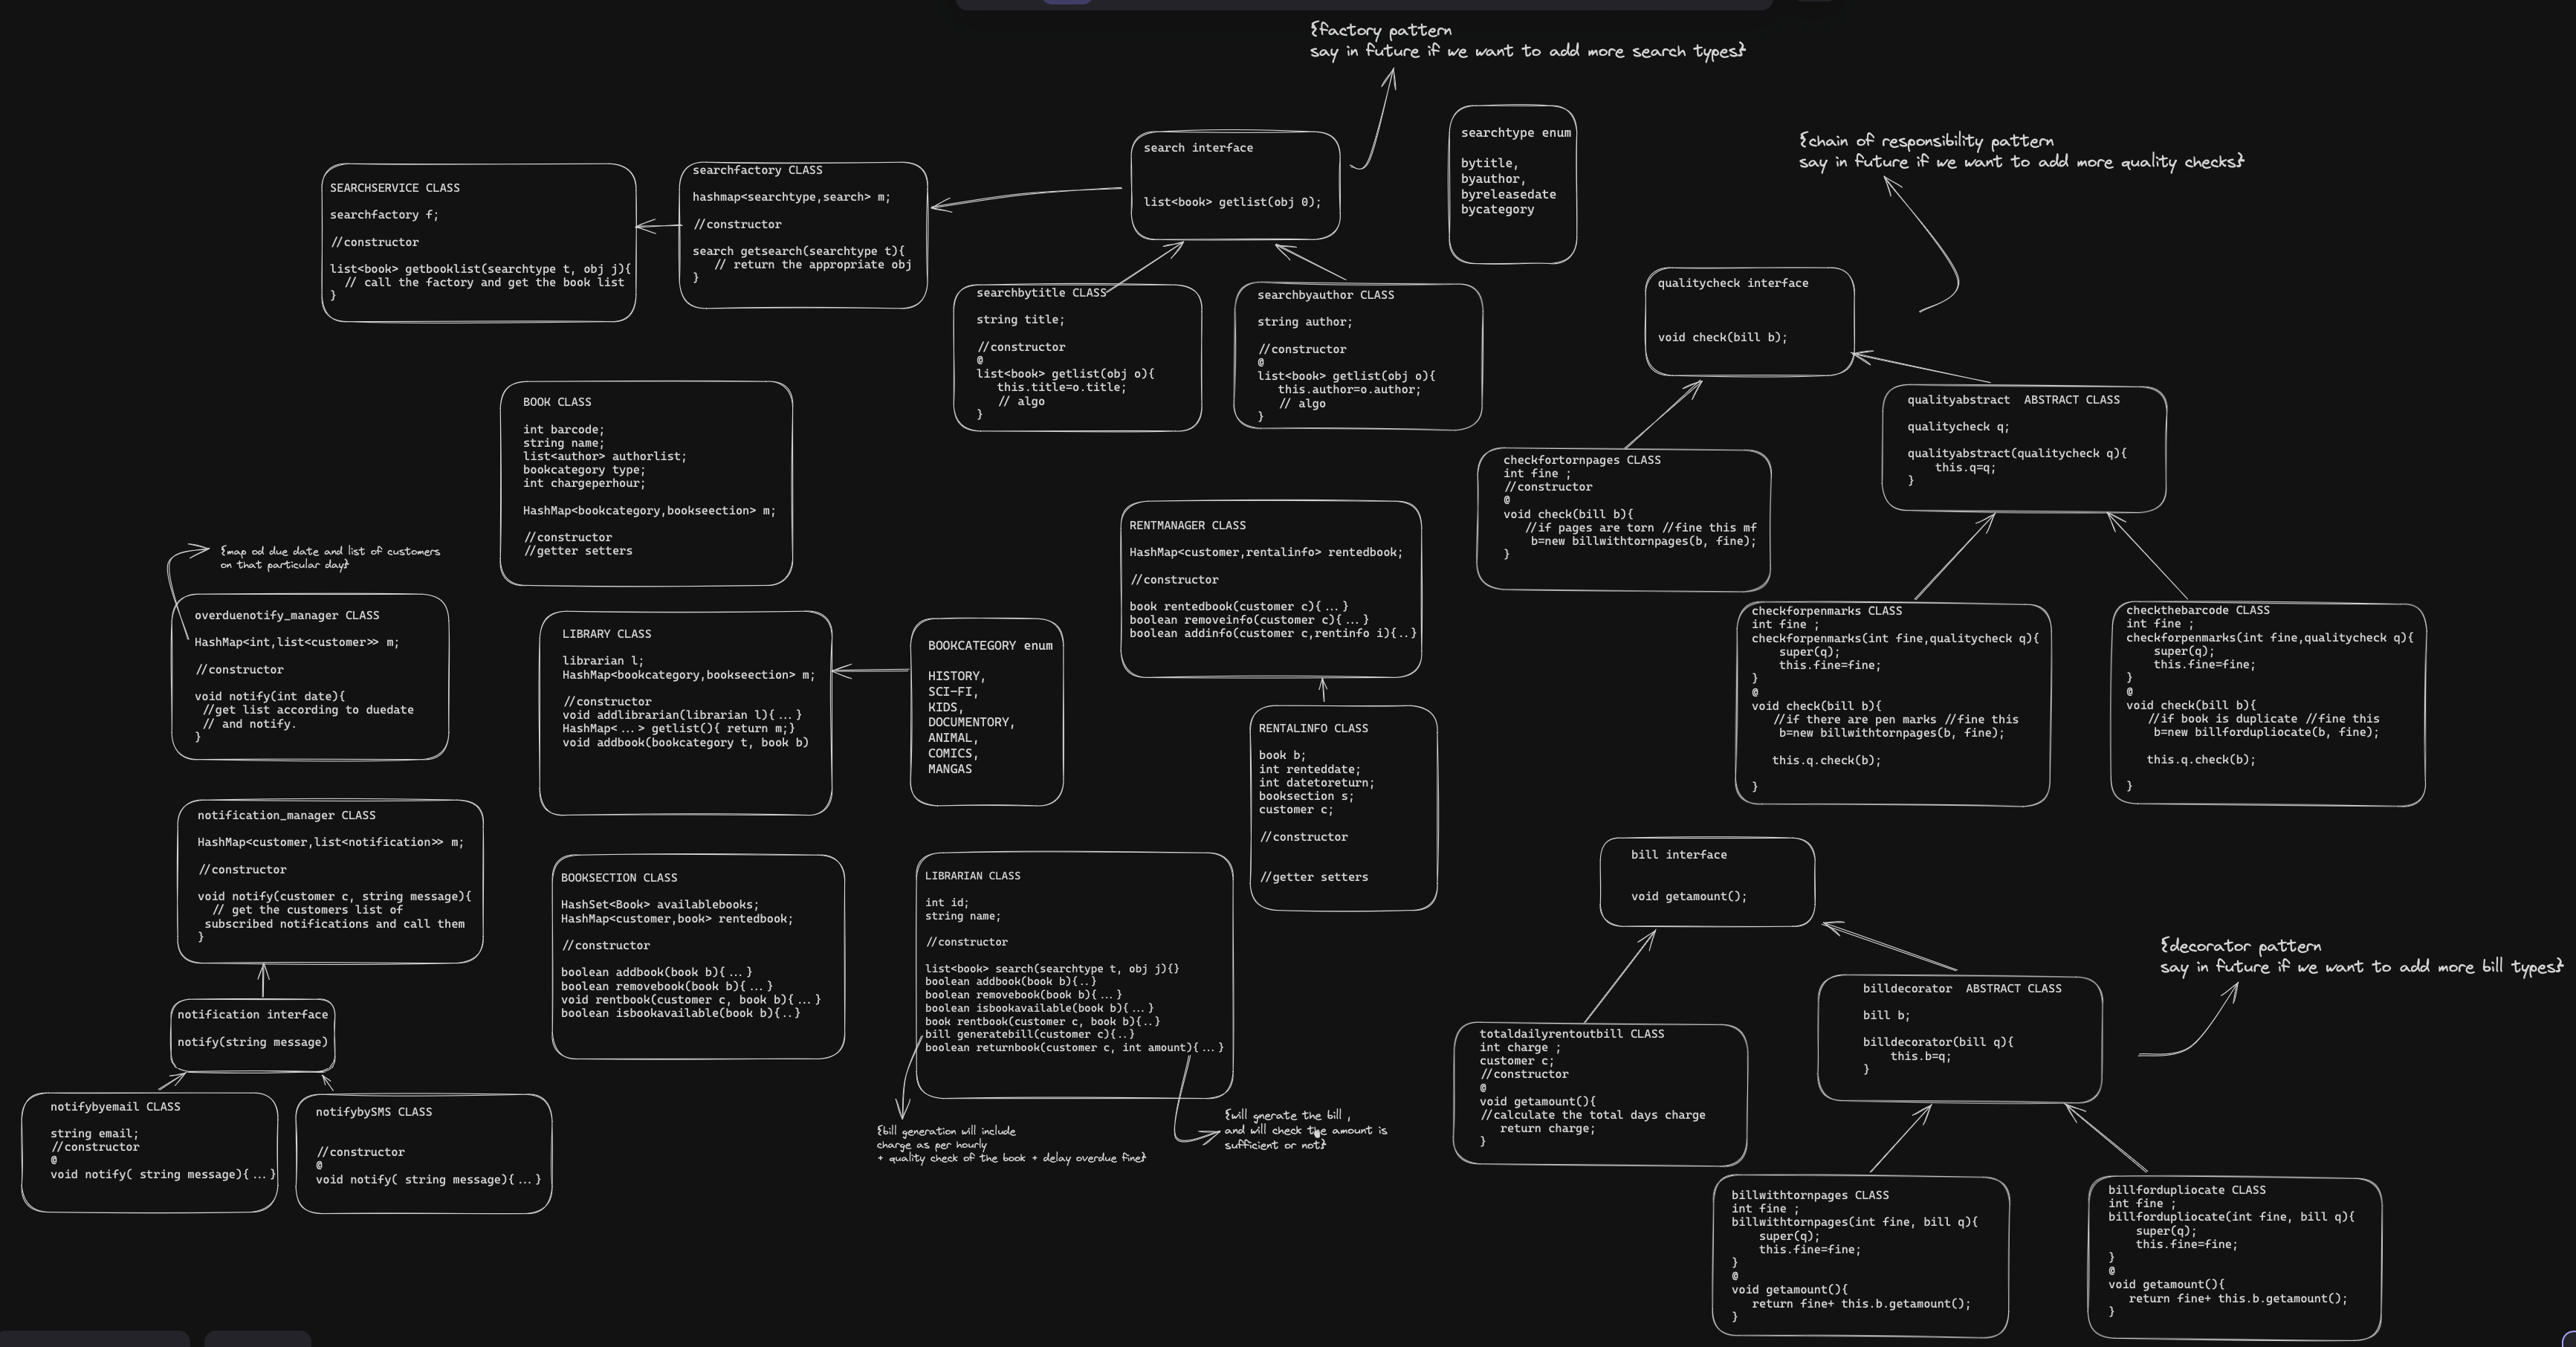 {factory pattern
say in future if we want to add more search types}
searchtype enum
bytitle,
byauthor,
byreleasedate
bycategory
{chain of responsibility pattern
say in future if we want to add more quality checks}
search interface
list<book> getlist(obj 0);
SEARCHSERVICE CLASS
searchfactory f;
//constructor
list<book> getbooklist(searchtype t, obj j){
// call the factory and get the book list
}
searchfactory CLASS
hashmap<searchtype,search> m;
//constructor
search getsearch(searchtype t){
// return the appropriate obj
}
searchbytitle CLASS
string title;
//constructor
@
list<book> getlist(obj o){
this.title=o.title;
// algo
}
searchbyauthor CLASS
string author;
//constructor
@
list<book> getlist(obj o){
this.author=o.author;
// algo
}
qualitycheck interface
void check(bill b);
qualityabstract ABSTRACT CLASS
qualitycheck q;
qualityabstract(qualitycheck q){
this.q=q;
}
BOOK CLASS
int barcode;
string name;
list<author> authorlist;
bookcategory type;
int chargeperhour;
HashMap<bookcategory,bookseection> m;
//constructor
//getter setters
checkfortornpages CLASS
int fine ;
//constructor
@
void check(bill b){
//if pages are torn //fine this mf
b=new billwithtornpages(b, fine);
}
RENTMANAGER CLASS
HashMap<customer,rentalinfo> rentedbook;
//constructor
book rentedbook(customer c){...}
boolean removeinfo(customer c){...}
boolean addinfo(customer c,rentinfo i){..}
{map od due date and list of customers
on that particular day}
overduenotify_manager CLASS
HashMap<int,list<customer>> m;
//constructor
void notify(int date){
//get list according to duedate
// and notify.
}
LIBRARY CLASS
librarian l;
HashMap<bookcategory,bookseection> m;
//constructor
void addlibrarian(librarian l){...}
HashMap<...> getlist(){ return m;}
void addbook(bookcategory t, book b)
BOOKCATEGORY enum
HISTORY,
SCI-FI,
KIDS,
DOCUMENTORY,
ANIMAL,
COMICS,
MANGAS
checkforpenmarks CLASS
int fine ;
checkforpenmarks(int fine,qualitycheck q){
super(q);
this.fine=fine;
}
@
void check(bill b){
//if there are pen marks //fine this
b=new billwithtornpages(b, fine);
this.q.check(b);
}
checkthebarcode CLASS
int fine ;
checkforpenmarks(int fine,qualitycheck q){
super(q);
this.fine=fine;
}
@
void check(bill b){
//if book is duplicate //fine this
b=new billfordupliocate(b, fine);
this.q.check(b);
}
RENTALINFO CLASS
book b;
int renteddate;
int datetoreturn;
booksection s;
customer c;
//constructor
//getter setters
notification_manager CLASS
HashMap<customer,list<notification>> m;
//constructor
void notify(customer c, string message){
// get the customers list of
subscribed notifications and call them
}
BOOKSECTION CLASS
HashSet<Book> availablebooks;
HashMap<customer,book> rentedbook;
//constructor
boolean addbook(book b){...}
boolean removebook(book b){...}
void rentbook(customer c, book b){...}
boolean isbookavailable(book b){..}
LIBRARIAN CLASS
int id;
string name;
//constructor
list<book> search(searchtype t, obj j){}
boolean addbook(book b){..}
boolean removebook(book b){...}
boolean isbookavailable(book b){...}
book rentbook(customer c, book b){..}
bill generatebill(customer c){..}
boolean returnbook(customer c, int amount){...}
bill interface
void getamount();
{decorator pattern
say in future if we want to add more bill types}
billdecorator ABSTRACT CLASS
bill b;
billdecorator(bill q){
this.b=q;
}
notification interface
notify(string message)
totaldailyrentoutbill CLASS
int charge ;
customer c;
//constructor
@
void getamount(){
//calculate the total days charge
return charge;
}
notifybyemail CLASS
string email;
//constructor
@
void notify( string message){...}
notifybySMS CLASS
//constructor
@
void notify( string message){...}
{bill generation will include
charge as per hourly
+ quality check of the book + delay overdue fine}
{will gnerate the bill ,
and will check the amount is
sufficient or not}
billwithtornpages CLASS
int fine ;
billwithtornpages(int fine, bill q){
super(q);
this.fine=fine;
}
@
void getamount(){
return fine+ this.b.getamount();
}
billfordupliocate CLASS
int fine ;
billfordupliocate(int fine, bill q){
super(q);
this.fine=fine;
}
@
void getamount(){
return fine+ this.b.getamount();
}